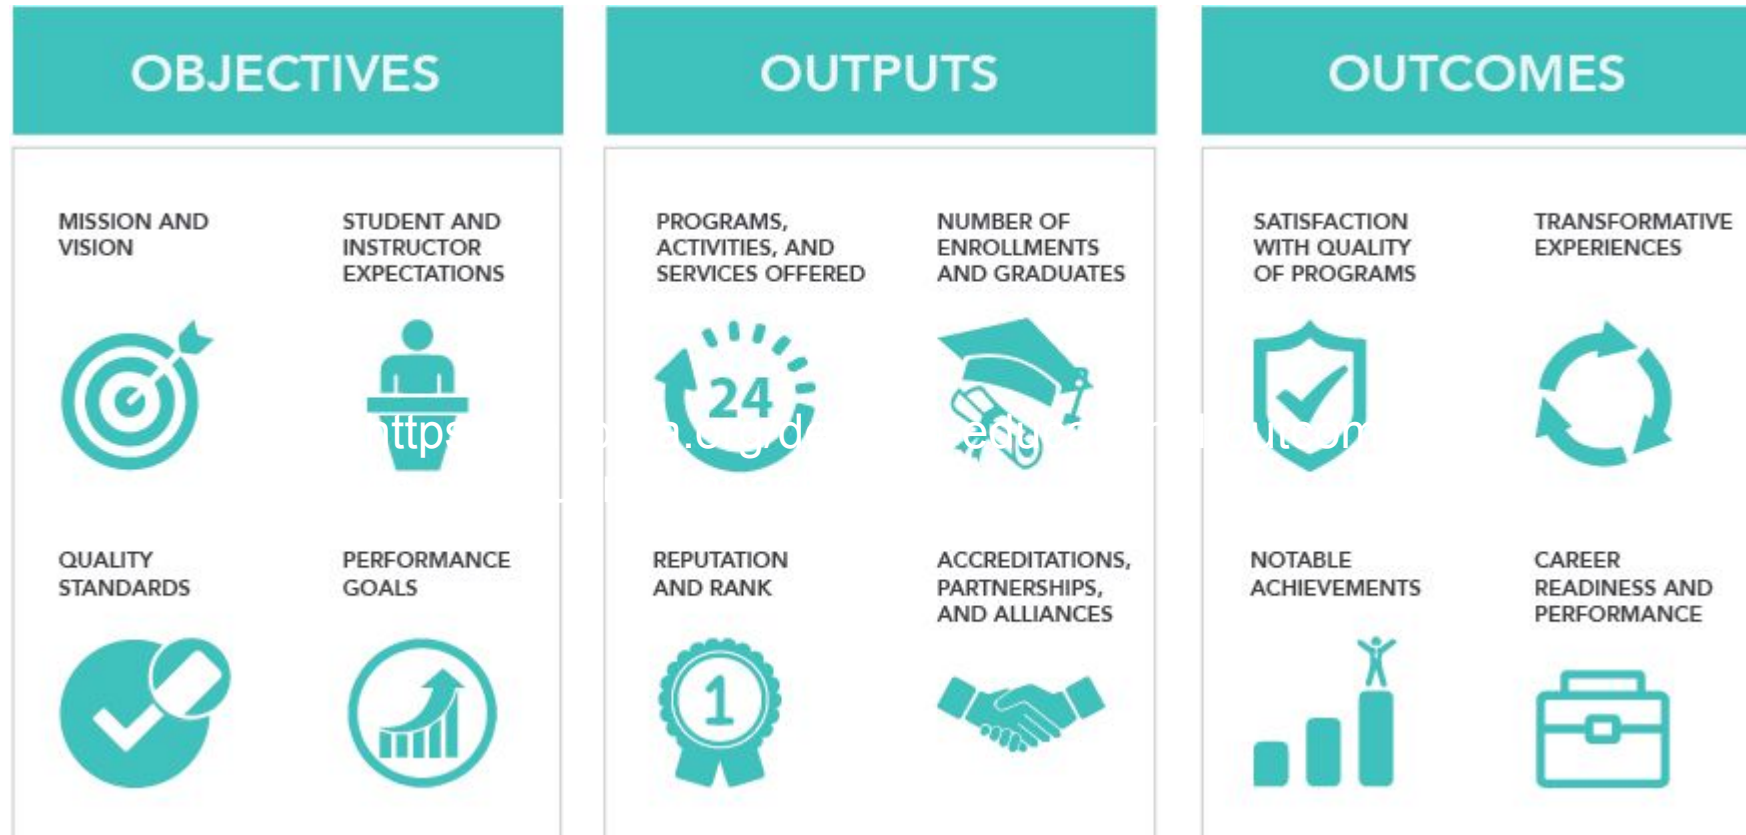 OBJECTIVES
MISSION AND
VISION
STUDENT AND
INSTRUCTOR
EXPECTATIONS
QUALITY
STANDARDS
PERFORMANCE
GOALS
OUTPUTS
PROGRAMS,
ACTIVITIES, AND
SERVICES OFFERED
24
NUMBER OF
ENROLLMENTS
AND GRADUATES
REPUTATION
AND RANK
1
ACCREDITATIONS,
PARTNERSHIPS,
AND ALLIANCES
OUTCOMES
SATISFACTION
WITH QUALITY
OF PROGRAMS
TRANSFORMATIVE
EXPERIENCES
NOTABLE
ACHIEVEMENTS
CAREER
READINESS AND
PERFORMANCE